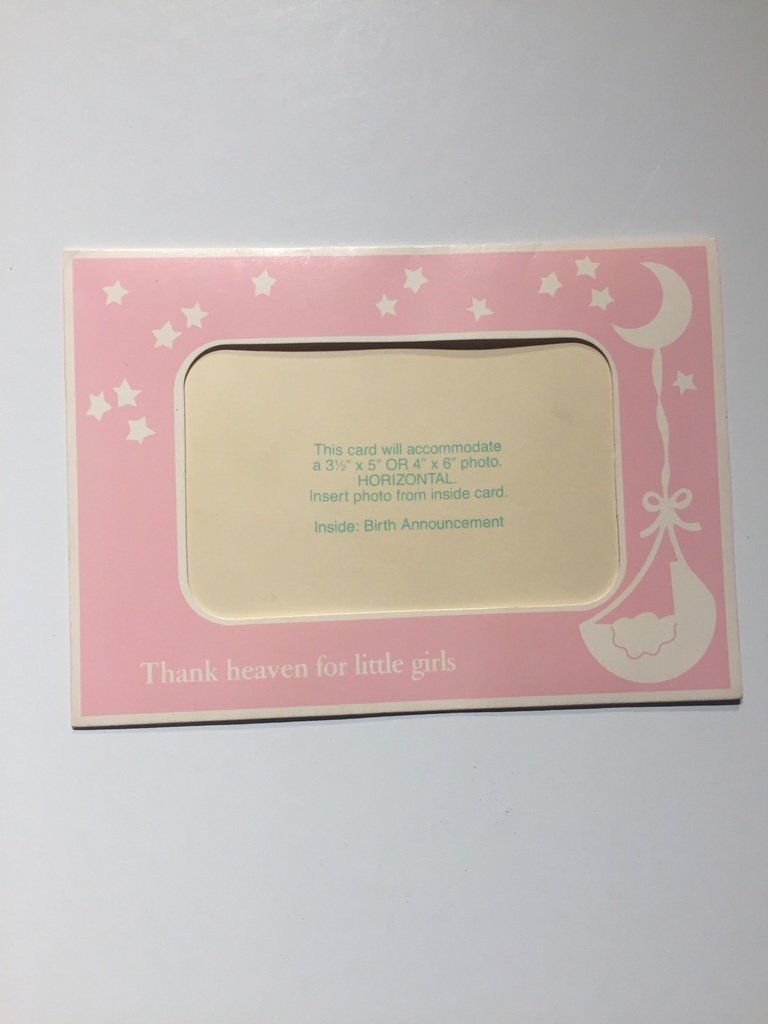 This card will accommodate
a 3½" x 5" OR 4" x 6" photo.
HORIZONTAL.
Insert photo from inside card.
Inside: Birth Announcement
Thank heaven for little girls